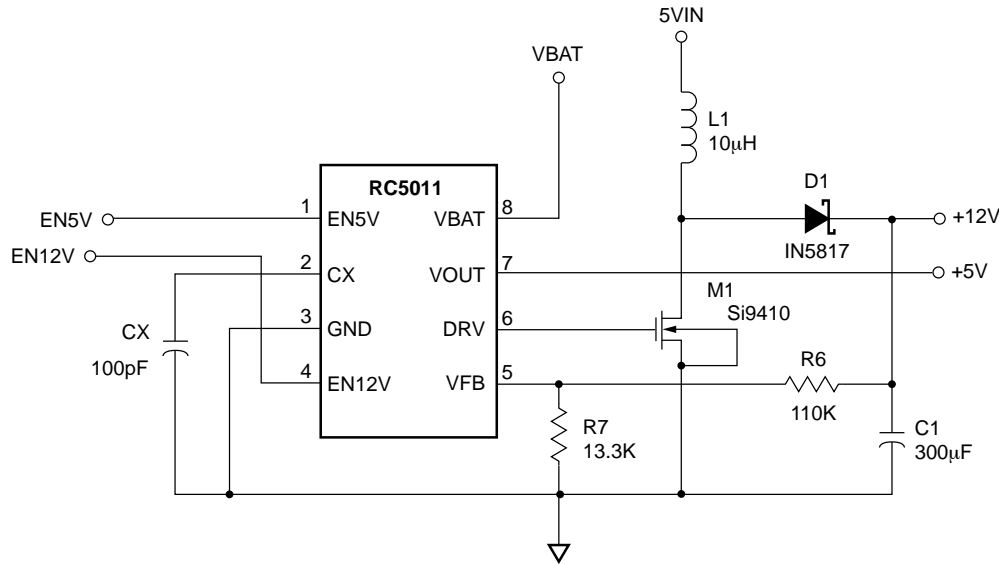 5VIN
VBAT
L1
10µH
RC5011
D1
EN5V
1
EN5V
VBAT
8
IN5817
+12V
EN12V
2
CX
VOUT
7
+5V
M1
Si9410
CX
100pF
3
GND
DRV
6
R6
110K
4
EN12V
VFB
5
R7
13.3K
C1
300µF